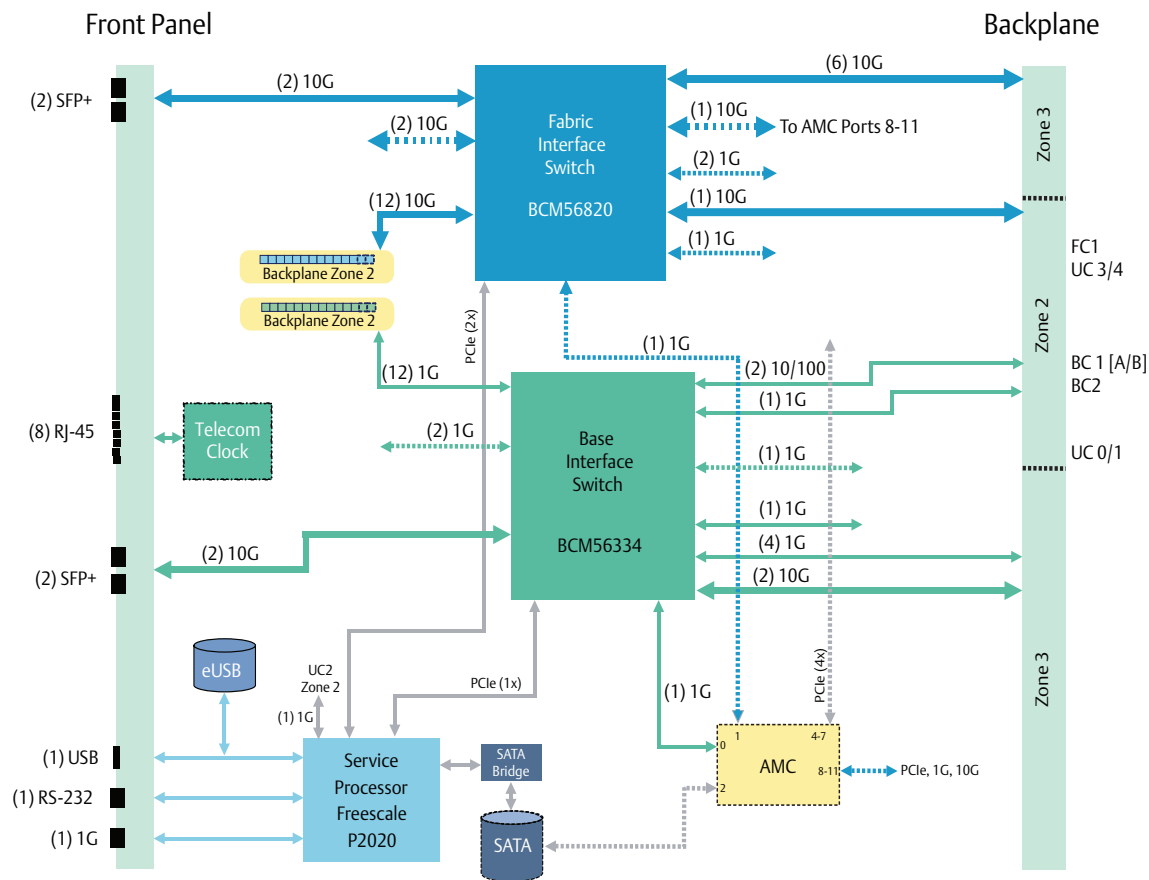 Front Panel
Backplane
(2) SFP+
(2) 10G
(6) 10G
Zone 3
(2) 10G
Fabric
Interface
Switch
BCM56820
(1) 10G
To AMC Ports 8-11
(2) 1G
(12) 10G
(1) 10G
(1) 1G
Backplane Zone 2
Backplane Zone 2
FC1
UC 3/4
Zone 2
PCIe (2x)
(1) 1G
(12) 1G
(2) 10/100
BC 1 [A/B]
BC2
(1) 1G
(8) RJ-45
Telecom
Clock
(2) 1G
Base
Interface
Switch
BCM56334
(1) 1G
UC 0/1
(1) 1G
(4) 1G
(2) SFP+
(2) 10G
(2) 10G
Zone 3
eUSB
UC2
Zone 2
(1) 1G
PCIe (1x)
(1) 1G
PCIe (4x)
(1) USB
(1) RS-232
(1) 1G
Service
Processor
Freescale
P2020
SATA
Bridge
SATA
0
1
4-7
AMC
8-11
2
PCIe, 1G, 10G